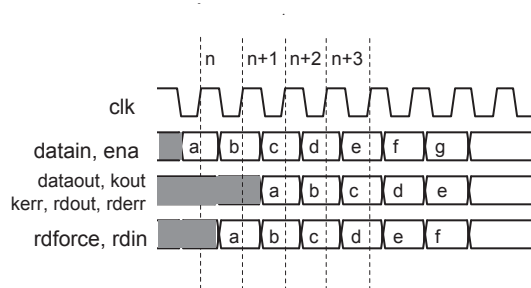 n n+1 n+2 n+3
clk
datain, ena a b c d e f g
dataout, kout
kerr, rdout, rderr a b c d e
rdforce, rdin a b c d e f